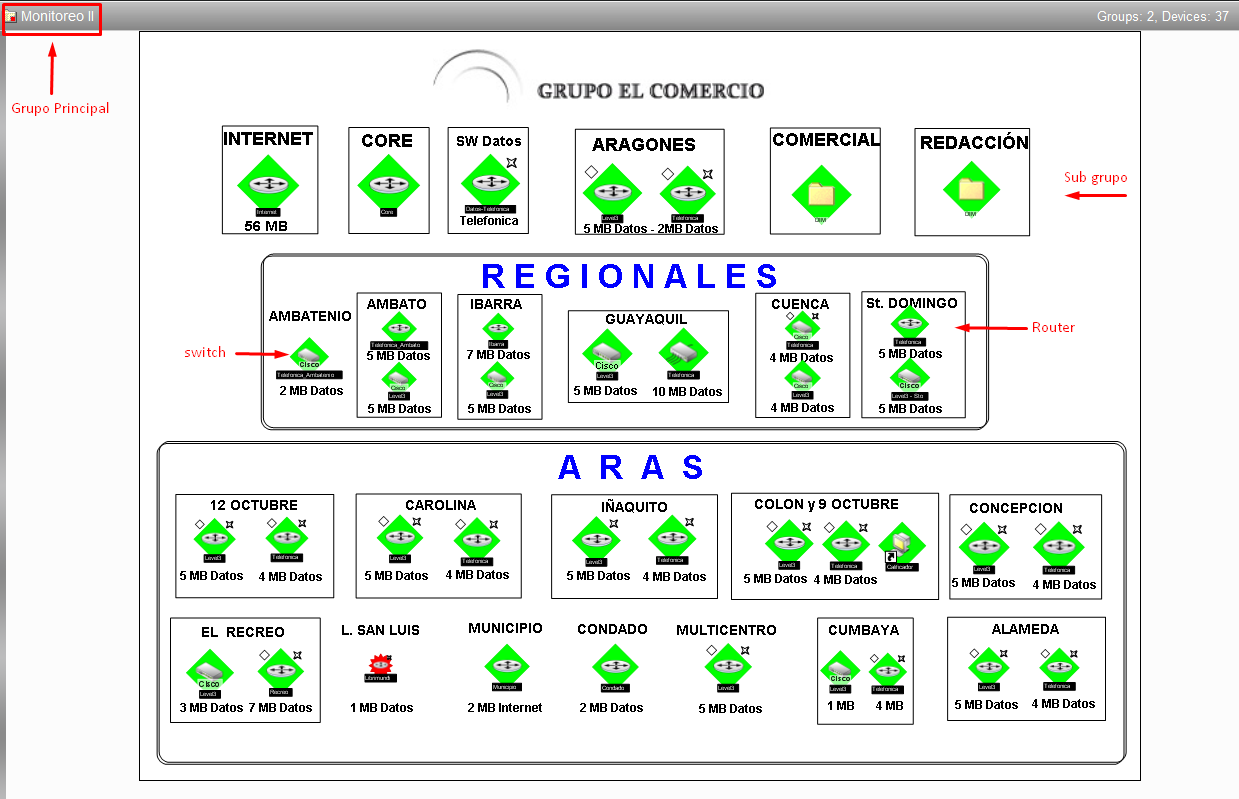 Monitoreo II
Groups: 2, Devices: 37
Grupo Principal
GRUPO EL COMERCIO
INTERNET
Internet
56 MB
CORE
Core
SW Datos
Datos-Telefonica
Telefonica
ARAGONES
Level3
Telefonica
5 MB Datos - 2MB Datos
COMERCIAL
DIM
REDACCIÓN
DIM
Sub grupo
REGIONALES
AMBATENIO
switch
Cisco
Telefonica_Ambatenio
2 MB Datos
AMBATO
Telefonica_Ambato
5 MB Datos
Cisco
Level3
5 MB Datos
IBARRA
Ibarra
7 MB Datos
Cisco
Level3
5 MB Datos
GUAYAQUIL
Cisco
Level3
Telefonica
5 MB Datos
10 MB Datos
CUENCA
Cisco
Telefonica
4 MB Datos
Cisco
Level3
4 MB Datos
St. DOMINGO
Telefonica
5 MB Datos
Cisco
Level3 - Sto
5 MB Datos
Router
ARAS
12 OCTUBRE
Level3
Telefonica
5 MB Datos
4 MB Datos
CAROLINA
Level3
Telefonica
5 MB Datos
4 MB Datos
IÑAQUITO
Level3
Telefonica
5 MB Datos
4 MB Datos
COLON y 9 OCTUBRE
Level3
Telefonica
Calificador
5 MB Datos
4 MB Datos
CONCEPCION
Level3
Telefonica
5 MB Datos
4 MB Datos
EL RECREO
Cisco
Level3
Recreo
3 MB Datos
7 MB Datos
L. SAN LUIS
Librimundi
1 MB Datos
MUNICIPIO
Municipio
2 MB Internet
CONDADO
Condado
2 MB Datos
MULTICENTRO
Level3
5 MB Datos
CUMBAYA
Cisco
Level3
Telefonica
1 MB
4 MB
ALAMEDA
Level3
Telefonica
5 MB Datos
4 MB Datos